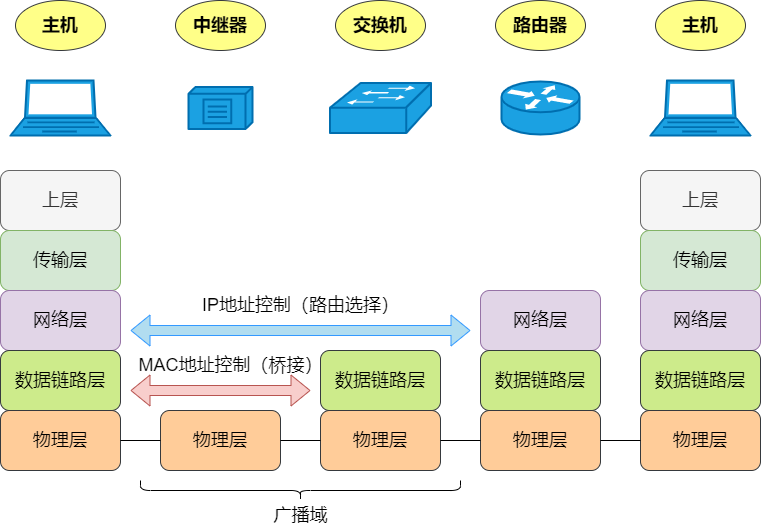 主机
中继器
交换机
路由器
主机
上层
上层
传输层
传输层
IP地址控制（路由选择）
网络层
网络层
网络层
MAC地址控制（桥接）
数据链路层
数据链路层
数据链路层
数据链路层
物理层
物理层
物理层
物理层
物理层
广播域